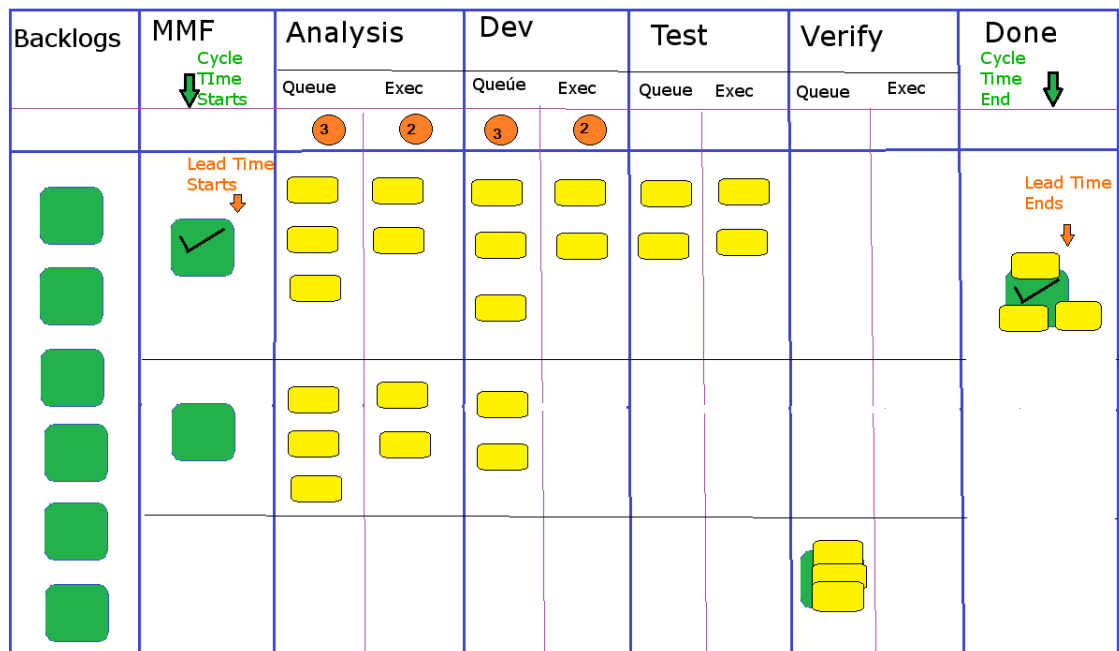 Backlogs
MMF
Analysis
Dev
Test
Verify
Done
Cycle
TIme
Starts
Cycle
Time
End
Queue
Exec
Queúe
Exec
Queue
Exec
Queue
Exec
3
2
3
2
Lead Time
Starts
Lead Time
Ends